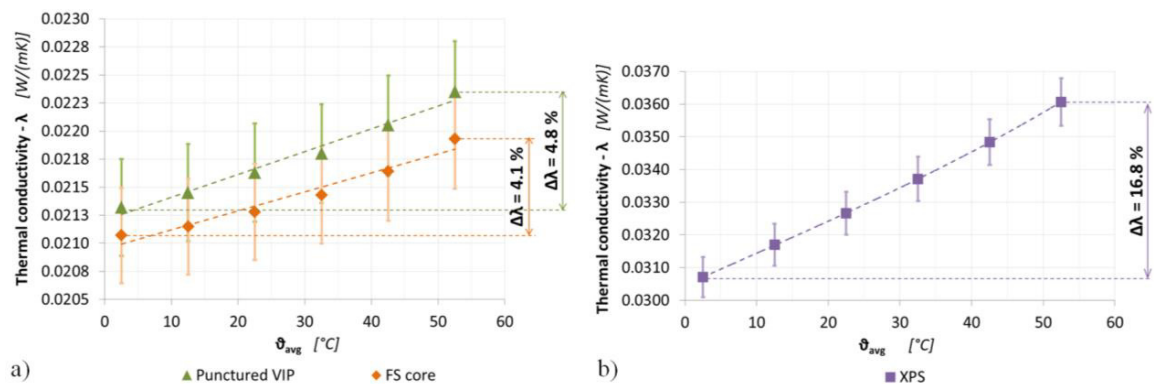 Thermal conductivity - λ [W/(mK)]
0.0230
0.0228
0.0225
0.0223
0.0220
0.0218
0.0215
0.0213
0.0210
0.0208
0.0205
0 10 20 30 40 50 60
Δλ = 4.1 %
Δλ = 4.8 %
ϑavg [°C]
a)
Punctured VIP FS core
Thermal conductivity - λ [W/(mK)]
0.0370
0.0360
0.0350
0.0340
0.0330
0.0320
0.0310
0.0300
0 10 20 30 40 50 60
Δλ = 16.8 %
ϑavg [°C]
b)
XPS